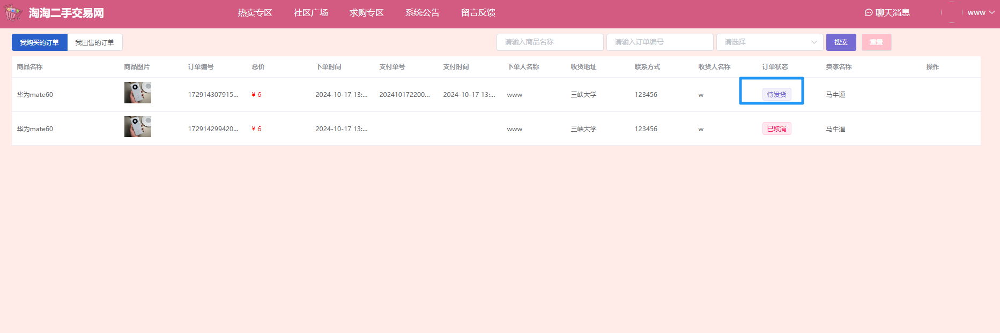 淘淘二手交易网 热卖专区 社区广场 求购专区 系统公告 留言反馈 聊天消息 www
我购买的订单 我出售的订单 请输入商品名称 请输入订单编号 请选择 搜索 重置
商品名称 商品图片 订单编号 总价 下单时间 支付单号 支付时间 下单人名称 收货地址 联系方式 收货人名称 订单状态 卖家名称 操作
华为mate60 172914307915... ¥ 6 2024-10-17 13:... 202410172200... 2024-10-17 13:... www 三峡大学 123456 w 待发货 马牛逼
华为mate60 172914299420... ¥ 6 2024-10-17 13:... www 三峡大学 123456 w 已取消 马牛逼